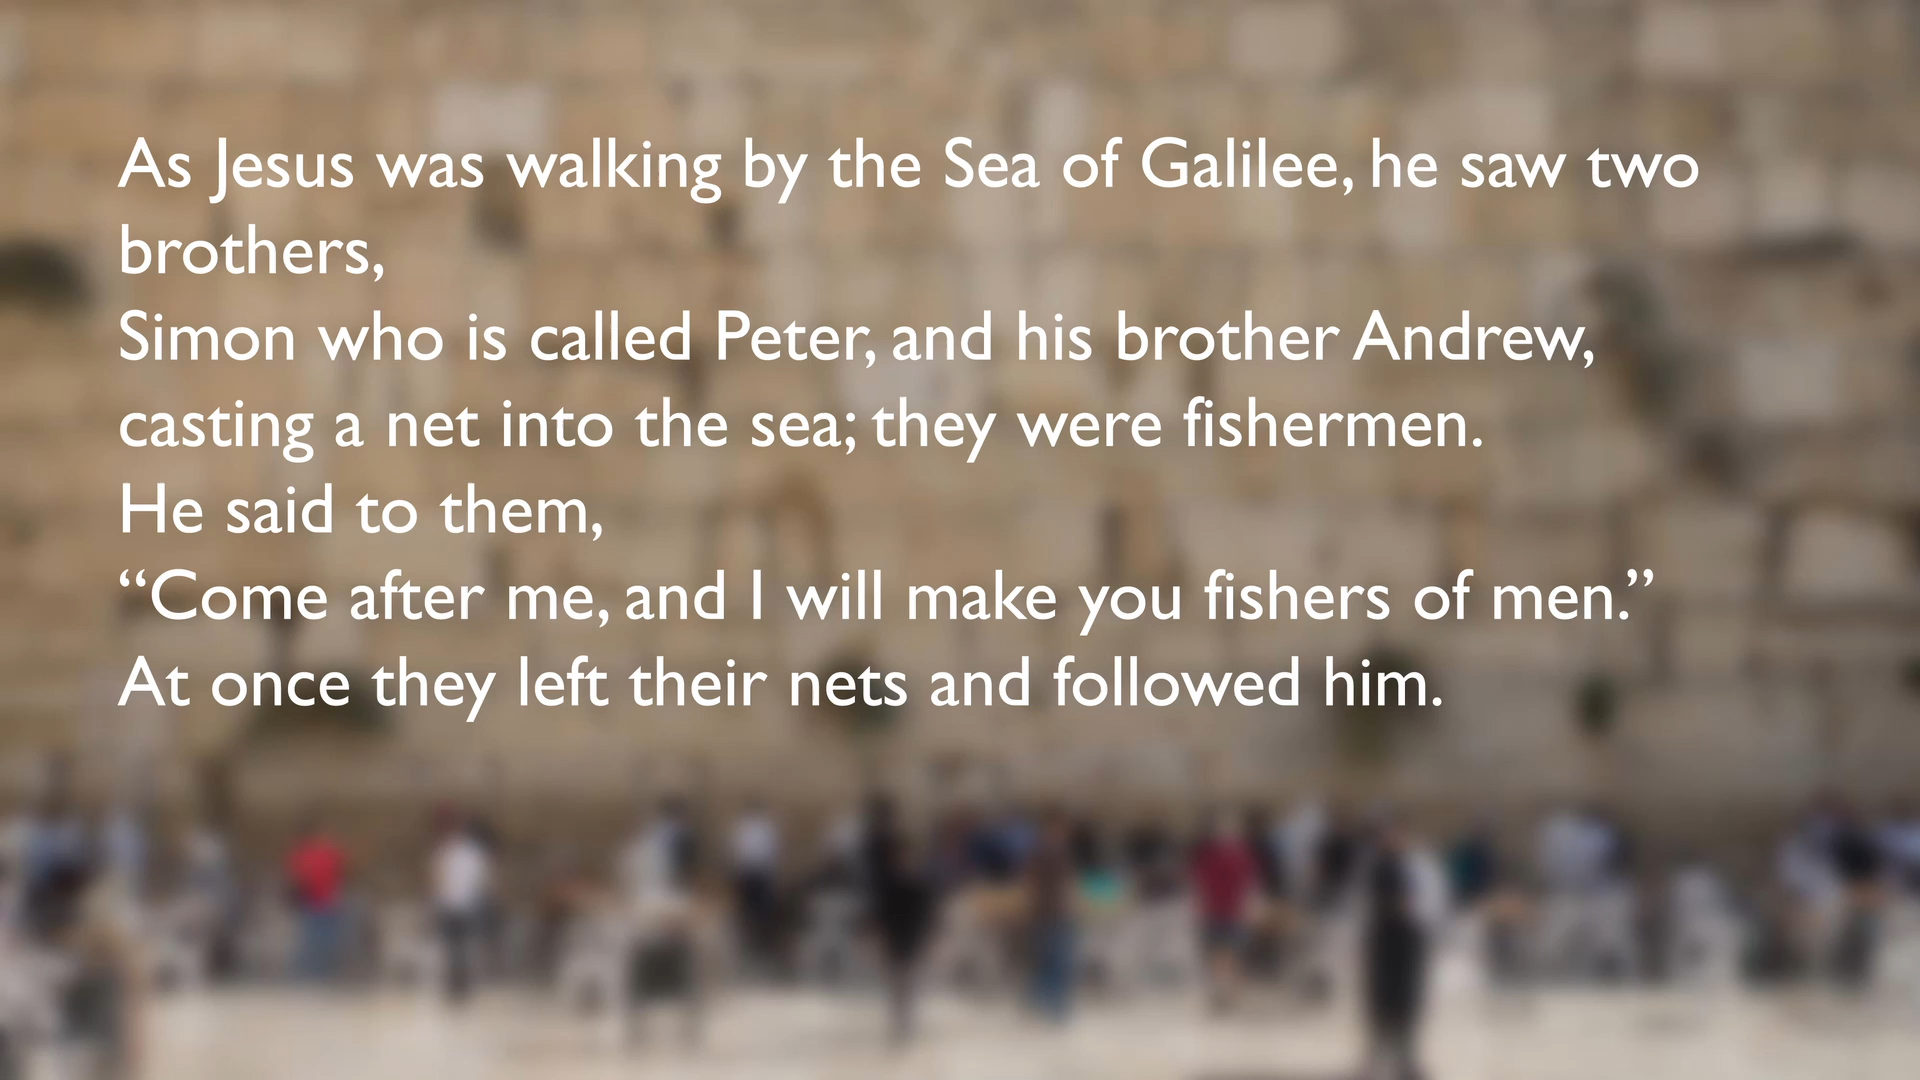 As Jesus was walking by the Sea of Galilee, he saw two
brothers,
Simon who is called Peter, and his brother Andrew,
casting a net into the sea; they were fishermen.
He said to them,
“Come after me, and I will make you fishers of men.”
At once they left their nets and followed him.